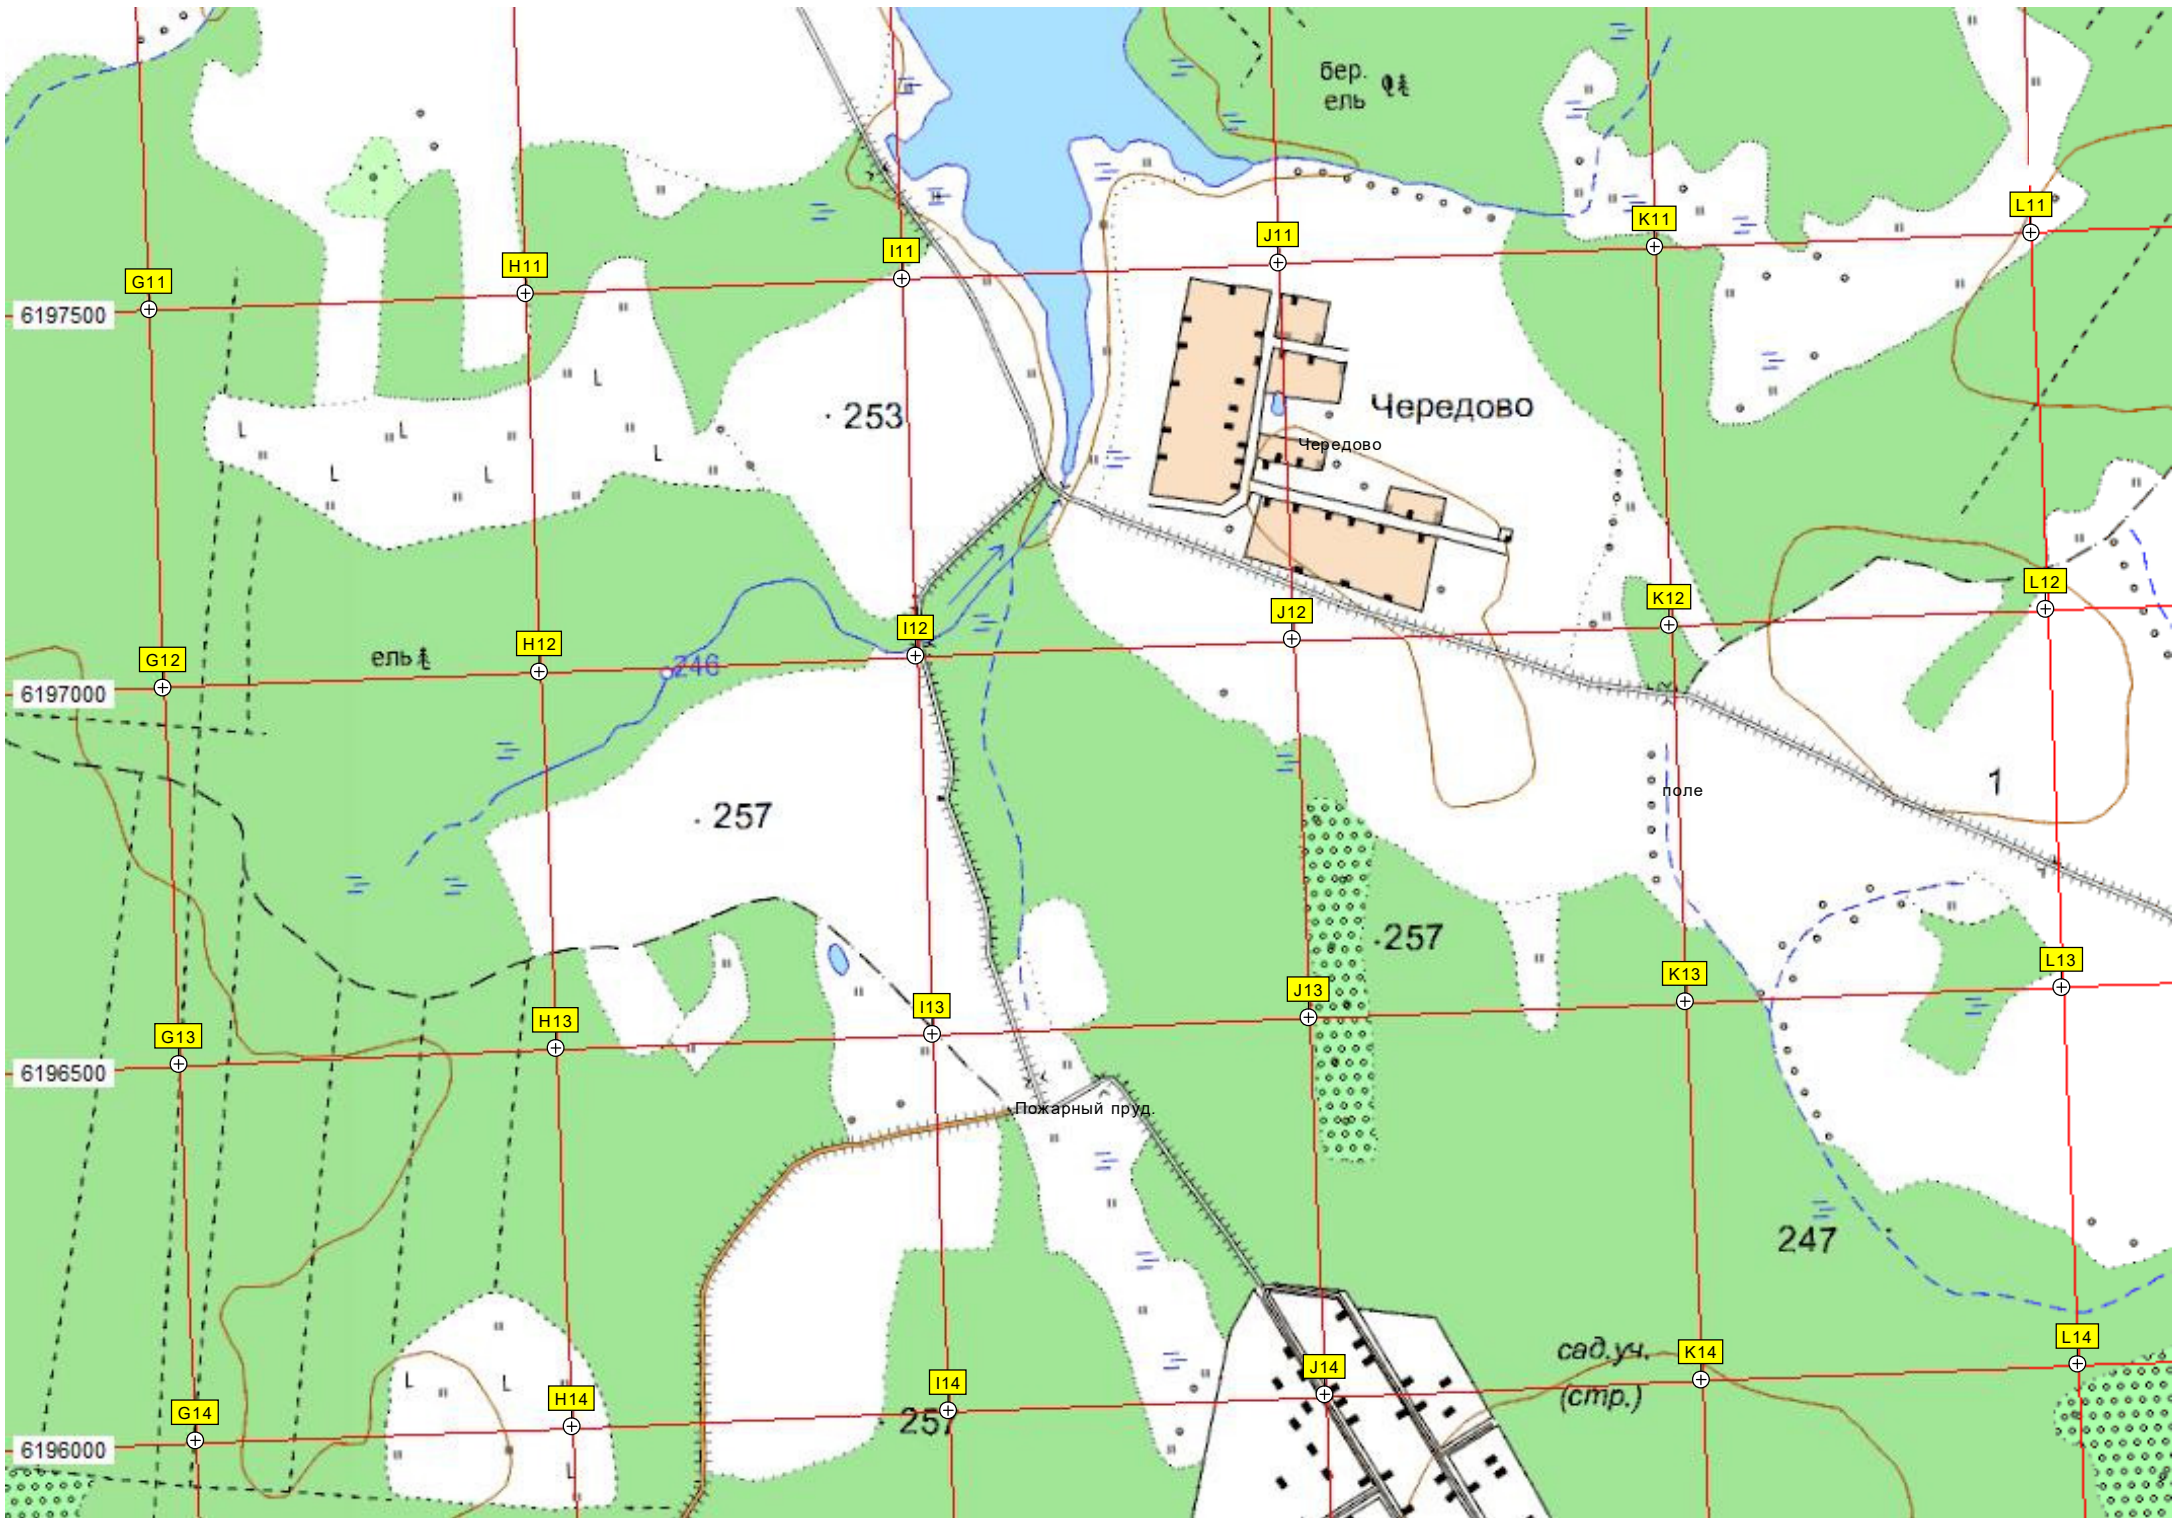 бер.
ель
L11
K11
J11
I11
H11
G11
6197500
L
L
L
L
L
253
Чередово
Чередово
L12
K12
J12
I12
H12
G12
ель
246
6197000
1
поле
257
257
L13
K13
J13
I13
H13
G13
6196500
Пожарный пруд.
247
L14
сад.уч.
K14
J14
(стр.)
I14
L
L
H14
G14
257
6196000
L